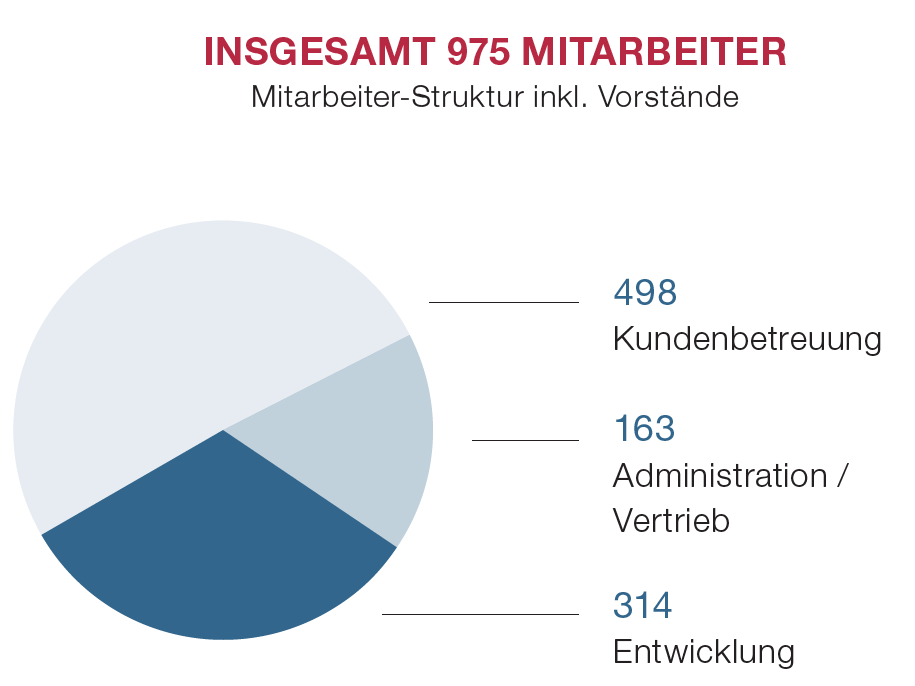 INSGESAMT 975 MITARBEITER
Mitarbeiter-Struktur inkl. Vorstände
498
Kundenbetreuung
163
Administration /
Vertrieb
314
Entwicklung